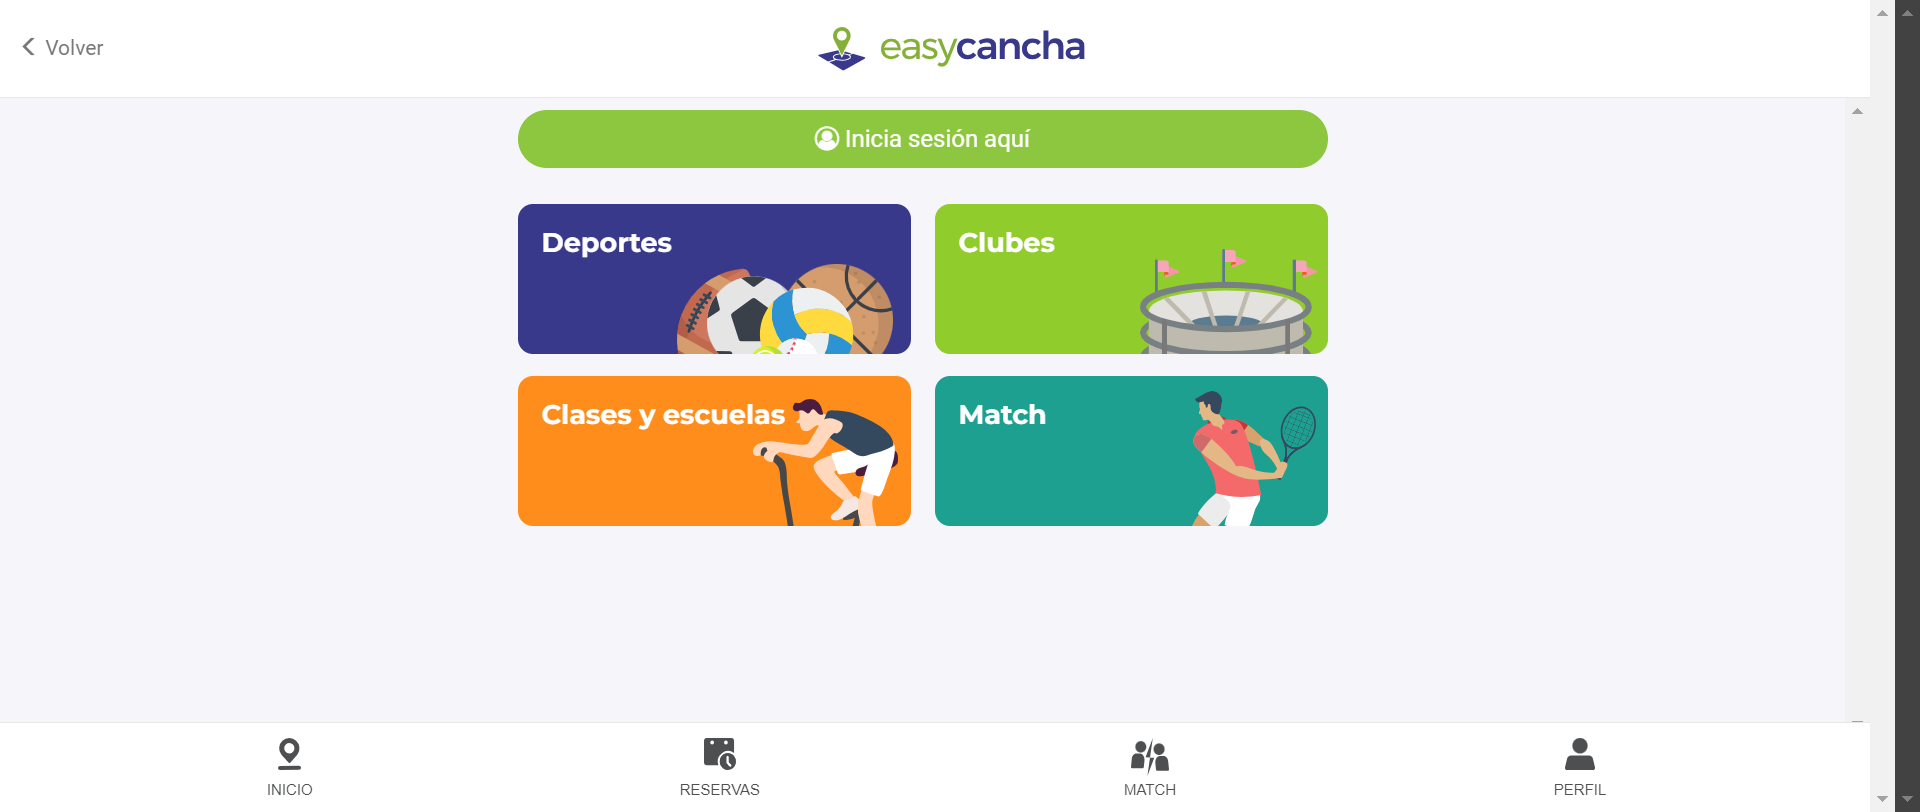 Volver
easycancha
Inicia sesión aquí
Deportes
Clubes
Clases y escuelas
Match
INICIO
RESERVAS
MATCH
PERFIL